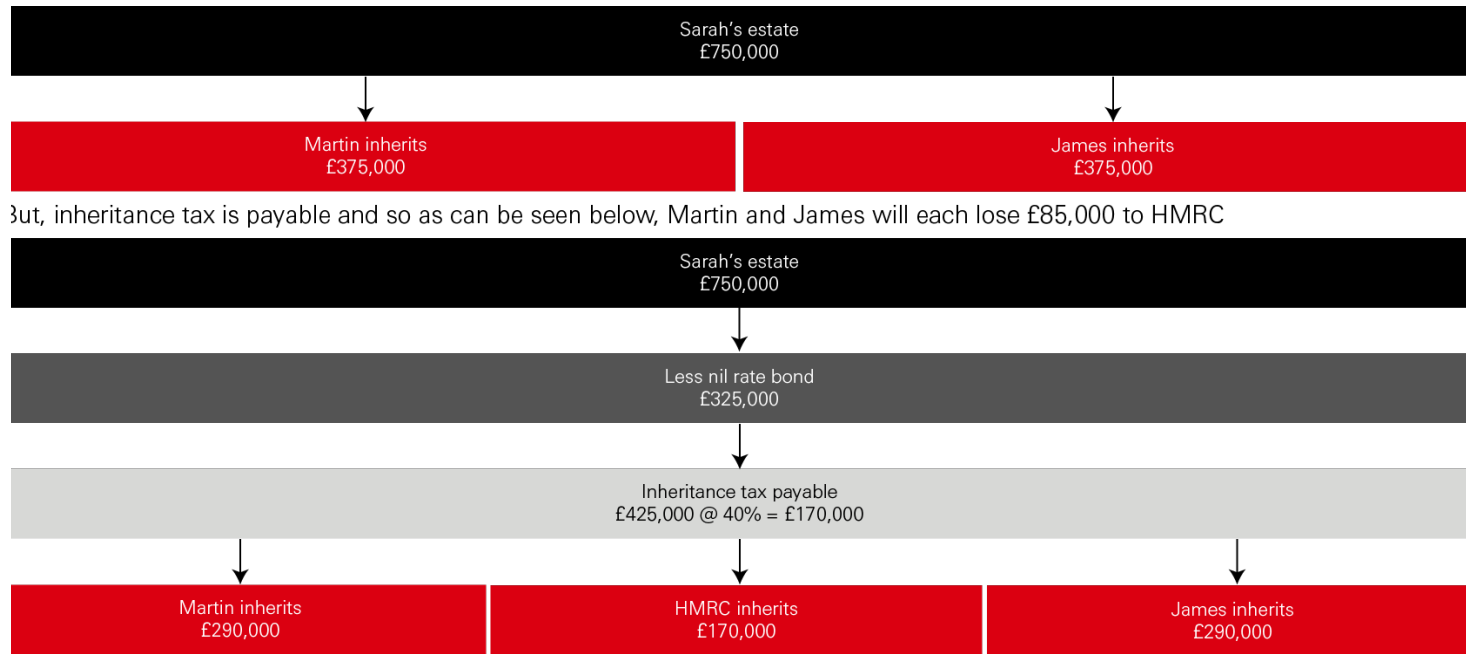 Sarah's estate
£750,000
Martin inherits
£375,000
James inherits
£375,000
But, inheritance tax is payable and so as can be seen below, Martin and James will each lose £85,000 to HMRC
Sarah's estate
£750,000
Less nil rate bond
£325,000
Inheritance tax payable
£425,000 @ 40% = £170,000
Martin inherits
£290,000
HMRC inherits
£170,000
James inherits
£290,000